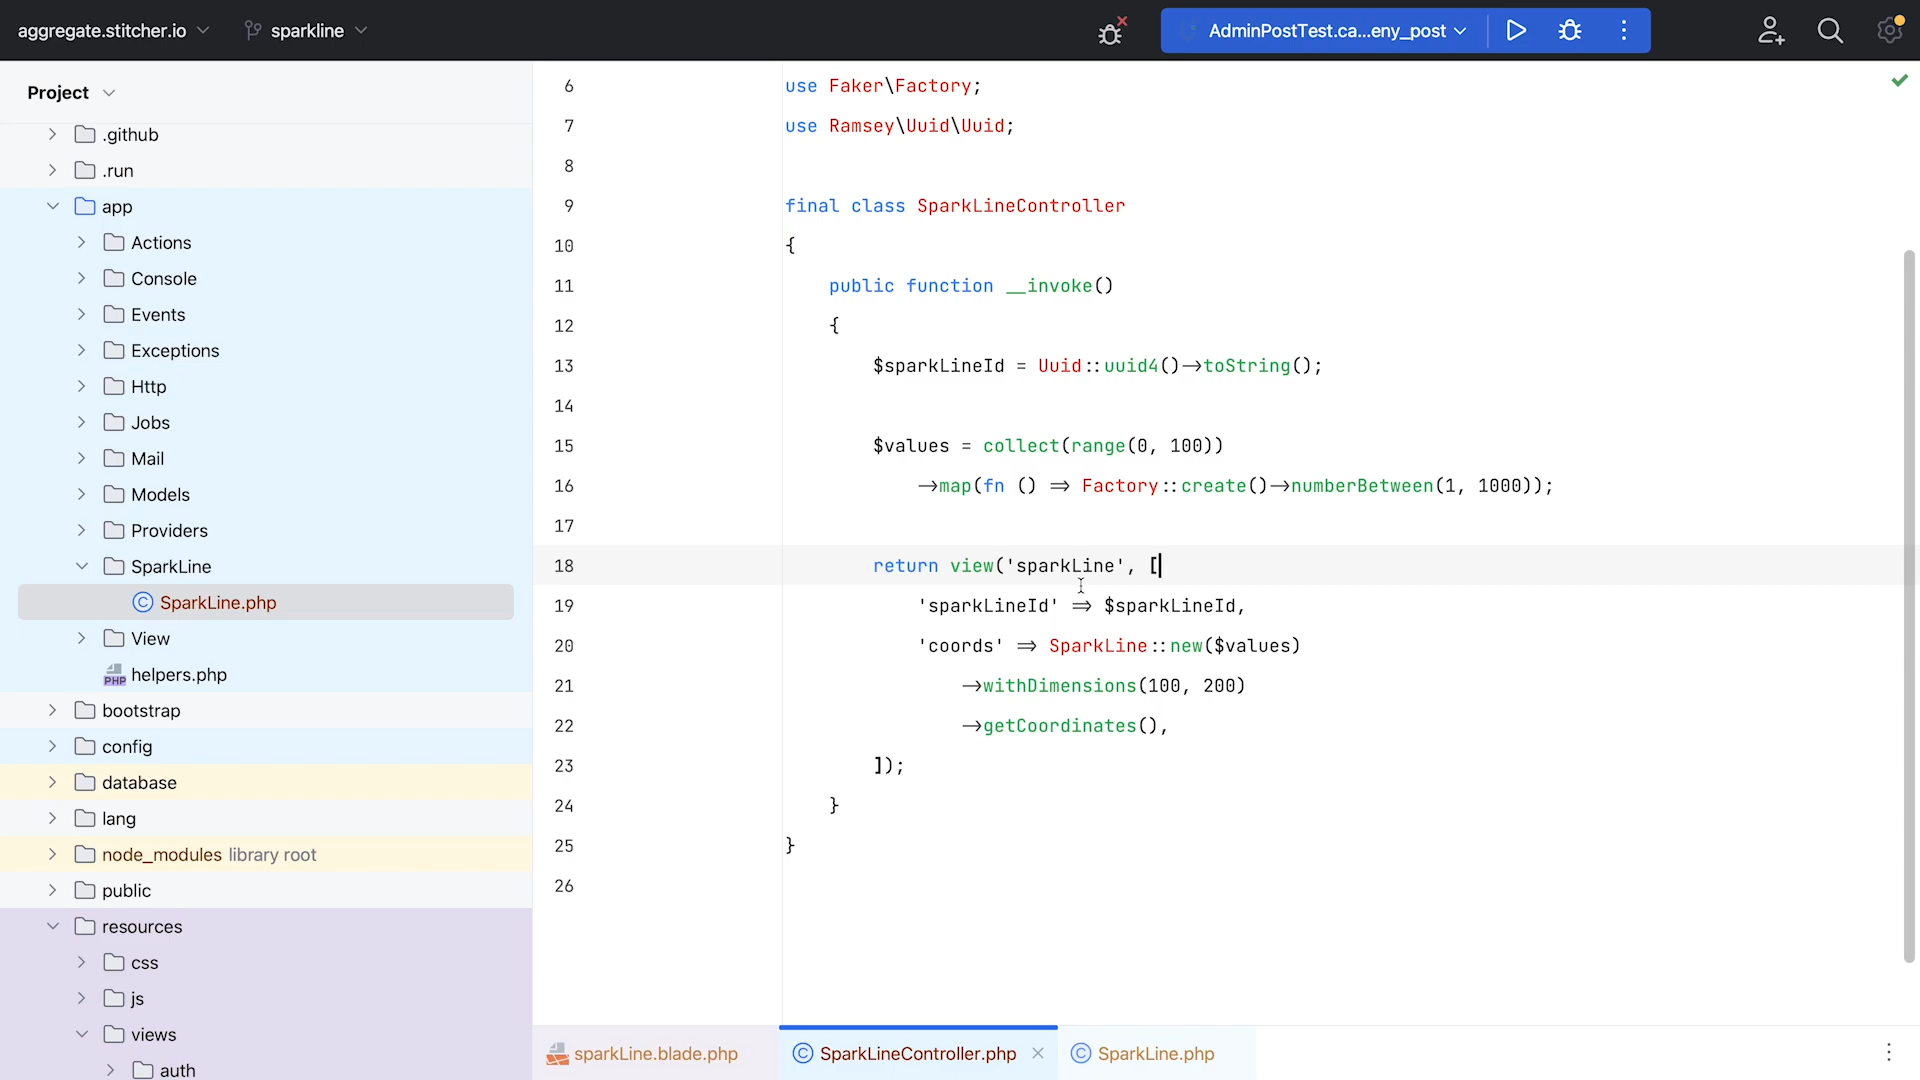 aggregate.stitcher.io
sparkline
AdminPostTest.ca...eny_post
Project
.github
.run
app
Actions
Console
Events
Exceptions
Http
Jobs
Mail
Models
Providers
SparkLine
SparkLine.php
View
helpers.php
bootstrap
config
database
lang
node_modules library root
public
resources
css
js
views
auth
6 use Faker\Factory;
7 use Ramsey\Uuid\Uuid;
8
9 final class SparkLineController
10 {
11 public function __invoke()
12 {
13 $sparkLineId = Uuid::uuid4()->toString();
14
15 $values = collect(range(0, 100))
16 ->map(fn () => Factory::create()->numberBetween(1, 1000));
17
18 return view('sparkLine', [
19 'sparkLineId' => $sparkLineId,
20 'coords' => SparkLine::new($values)
21 ->withDimensions(100, 200)
22 ->getCoordinates(),
23 ]);
24 }
25 }
26
sparkLine.blade.php
SparkLineController.php
SparkLine.php